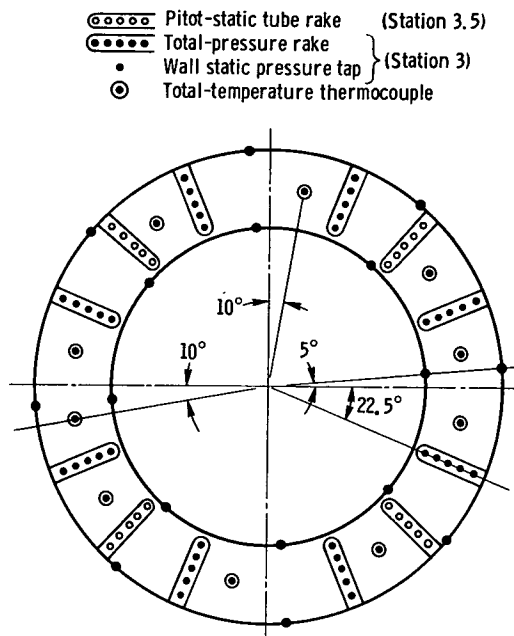 Pitot-static tube rake (Station 3.5)
Total-pressure rake
Wall static pressure tap
(Station 3)
Total-temperature thermocouple
10°
10°
5°
22.5°